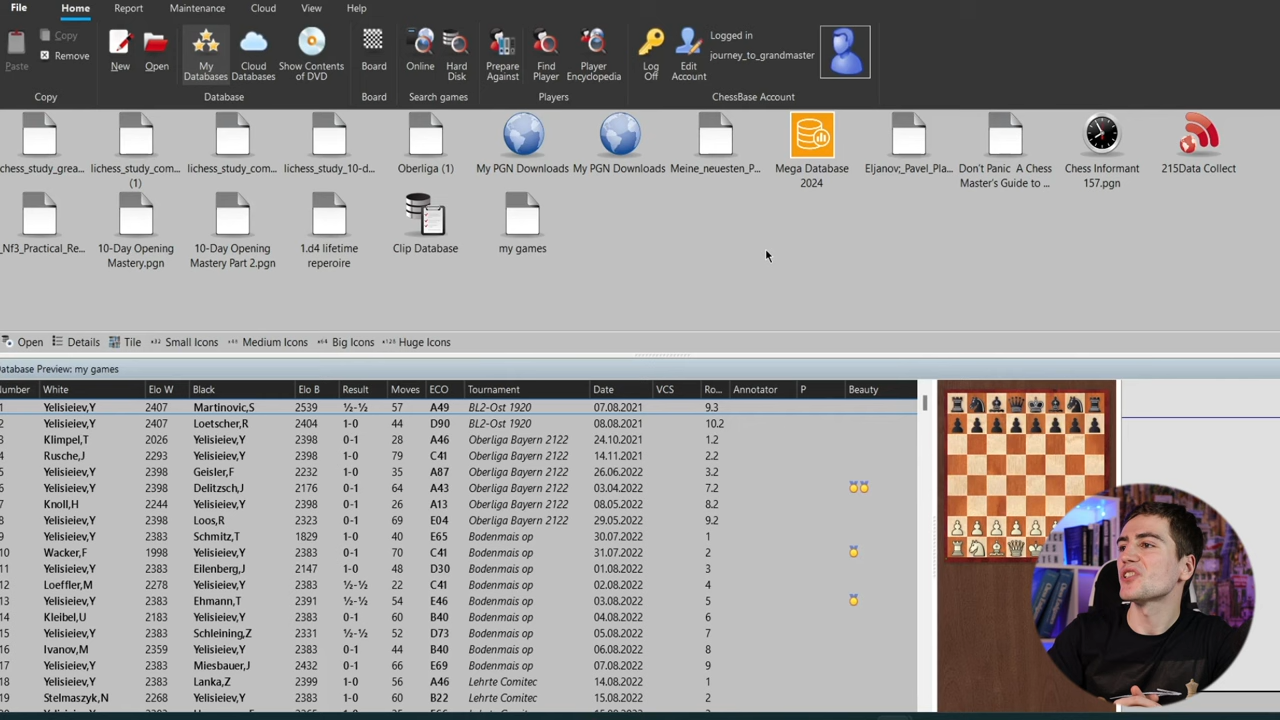 File Home Report Maintenance Cloud View Help
Paste Copy Remove New Open My Databases Cloud Databases Show Contents of DVD Board Online Hard Disk Prepare Against Find Player Player Encyclopedia Log Off Edit Account Logged in journey_to_grandmaster
Copy Database Board Search games Players ChessBase Account
chess_study_grea... lichess_study_com... (1) lichess_study_com... lichess_study_10-d... Oberliga (1) My PGN Downloads My PGN Downloads Meine_neuesten_P... Mega Database 2024 Eljanov;_Pavel_Pla... Don't Panic A Chess Master's Guide to ... Chess Informant 157.pgn 215Data Collect
_Nf3_Practical_Re... 10-Day Opening Mastery.pgn 10-Day Opening Mastery Part 2.pgn 1.d4 lifetime reperoire Clip Database my games
Open Details Tile Small Icons Medium Icons Big Icons Huge Icons
Database Preview: my games
Number White Elo W Black Elo B Result Moves ECO Tournament Date VCS Ro... Annotator P Beauty
1 Yelisieiev,Y 2407 Martinovic,S 2539 ½-½ 57 A49 BL2-Ost 1920 07.08.2021 9.3
2 Yelisieiev,Y 2407 Loetscher,R 2404 1-0 44 D90 BL2-Ost 1920 08.08.2021 10.2
3 Klimpel,T 2026 Yelisieiev,Y 2398 0-1 28 A46 Oberliga Bayern 2122 24.10.2021 1.2
4 Rusche,J 2293 Yelisieiev,Y 2398 1-0 79 C41 Oberliga Bayern 2122 14.11.2021 2.2
5 Yelisieiev,Y 2398 Geisler,F 2232 1-0 35 A87 Oberliga Bayern 2122 26.06.2022 3.2
6 Yelisieiev,Y 2398 Delitzsch,J 2176 0-1 64 A43 Oberliga Bayern 2122 03.04.2022 7.2
7 Knoll,H 2244 Yelisieiev,Y 2398 0-1 26 A13 Oberliga Bayern 2122 08.05.2022 8.2
8 Yelisieiev,Y 2398 Loos,R 2323 0-1 69 E04 Oberliga Bayern 2122 29.05.2022 9.2
9 Yelisieiev,Y 2383 Schmitz,T 1829 1-0 40 E65 Bodenmais op 30.07.2022 1
10 Wacker,F 1998 Yelisieiev,Y 2383 0-1 70 C41 Bodenmais op 31.07.2022 2
11 Yelisieiev,Y 2383 Eilenberg,J 2147 1-0 48 D30 Bodenmais op 01.08.2022 3
12 Loeffler,M 2278 Yelisieiev,Y 2383 ½-½ 22 C41 Bodenmais op 02.08.2022 4
13 Yelisieiev,Y 2383 Ehmann,T 2391 ½-½ 54 E46 Bodenmais op 03.08.2022 5
14 Kleibel,U 2183 Yelisieiev,Y 2383 0-1 60 B40 Bodenmais op 04.08.2022 6
15 Yelisieiev,Y 2383 Schleining,Z 2331 ½-½ 52 D73 Bodenmais op 05.08.2022 7
16 Ivanov,M 2359 Yelisieiev,Y 2383 0-1 44 B40 Bodenmais op 06.08.2022 8
17 Yelisieiev,Y 2383 Miesbauer,J 2432 0-1 66 E69 Bodenmais op 07.08.2022 9
18 Yelisieiev,Y 2383 Lanka,Z 2399 1-0 56 A46 Lehrte Comitec 14.08.2022 1
19 Stelmaszyk,N 2268 Yelisieiev,Y 2383 0-1 60 B22 Lehrte Comitec 15.08.2022 2